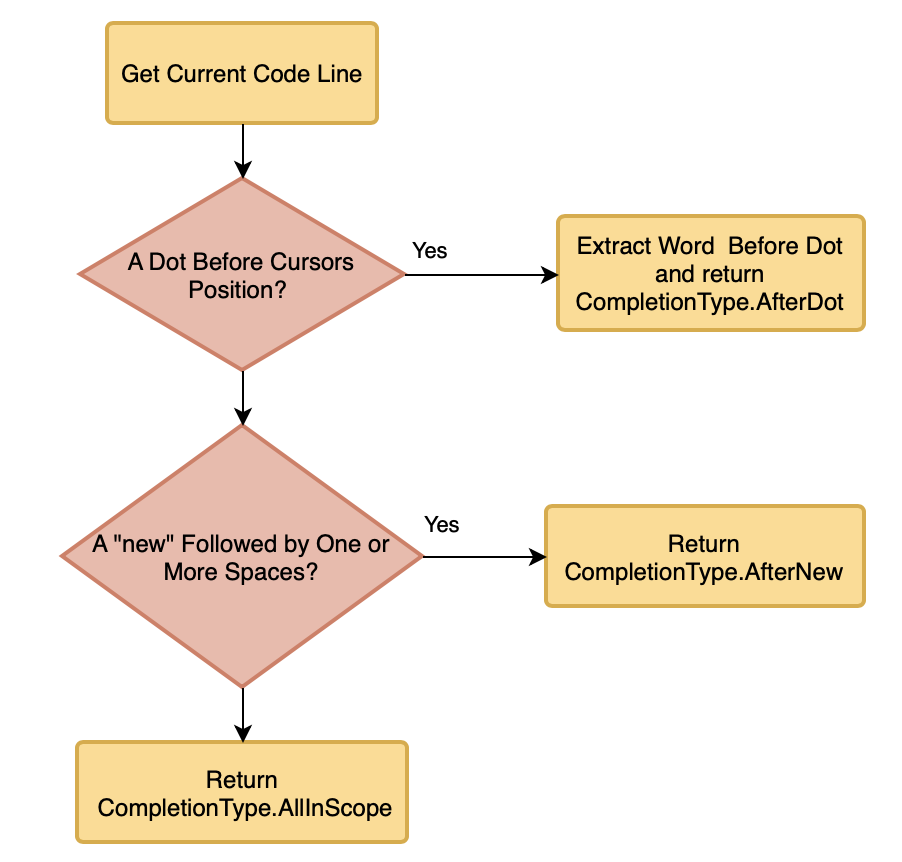 Get Current Code Line
A Dot Before Cursors
Position?
Yes
Extract Word  Before Dot
and return
CompletionType.AfterDot
A "new" Followed by One or
More Spaces?
Yes
Return
CompletionType.AfterNew
Return
CompletionType.AllInScope